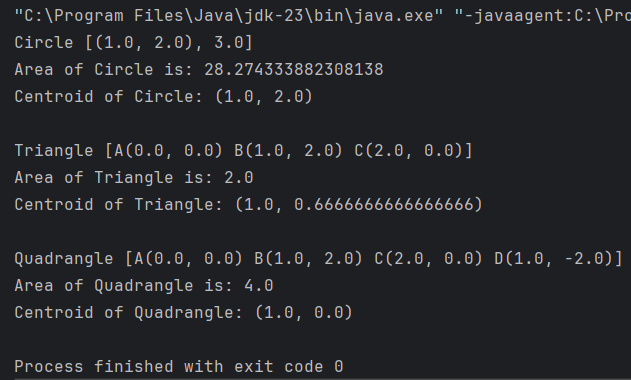 "C:\Program Files\Java\jdk-23\bin\java.exe" "-javaagent:C:\Pro
Circle [(1.0, 2.0), 3.0]
Area of Circle is: 28.274333882308138
Centroid of Circle: (1.0, 2.0)
Triangle [A(0.0, 0.0) B(1.0, 2.0) C(2.0, 0.0)]
Area of Triangle is: 2.0
Centroid of Triangle: (1.0, 0.6666666666666666)
Quadrangle [A(0.0, 0.0) B(1.0, 2.0) C(2.0, 0.0) D(1.0, -2.0)]
Area of Quadrangle is: 4.0
Centroid of Quadrangle: (1.0, 0.0)
Process finished with exit code 0